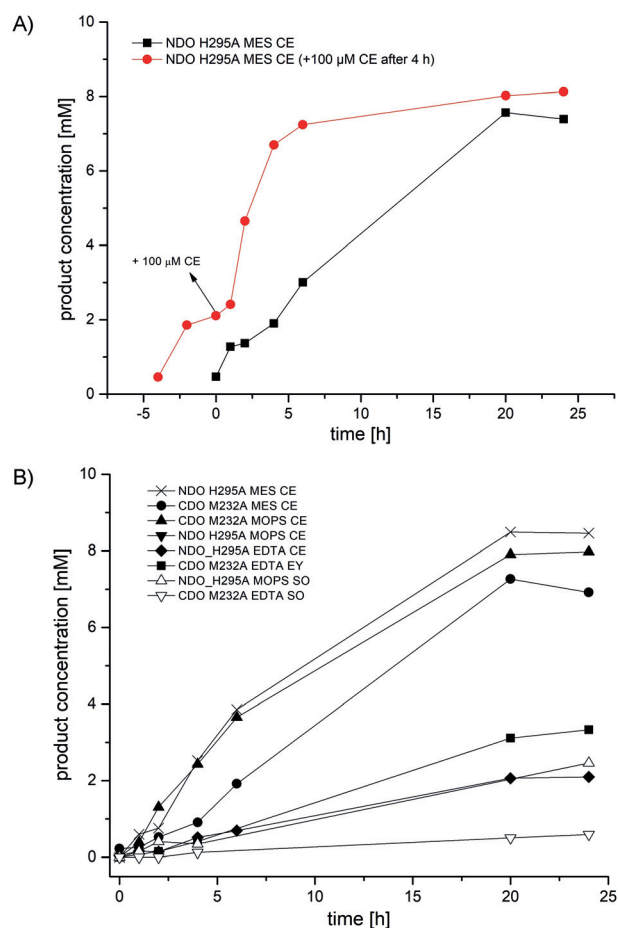 A)
NDO H295A MES CE
NDO H295A MES CE (+100 µM CE after 4 h)
+ 100 µM CE
product concentration [mM]
10
8
6
4
2
0
-5 0 5 10 15 20 25
time [h]
B)
NDO H295A MES CE
CDO M232A MES CE
CDO M232A MOPS CE
NDO H295A MOPS CE
NDO_H295A EDTA CE
CDO M232A EDTA EY
NDO_H295A MOPS SO
CDO M232A EDTA SO
product concentration [mM]
10
8
6
4
2
0
0 5 10 15 20 25
time [h]